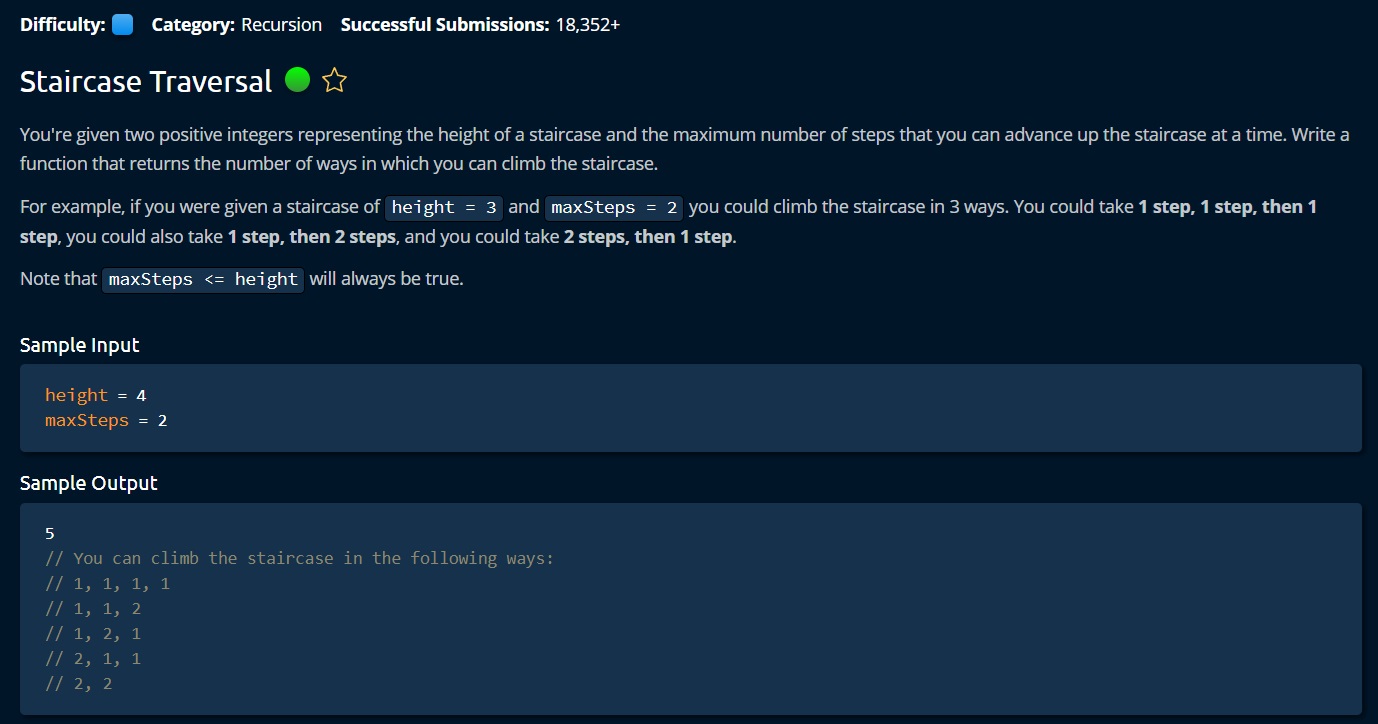 Difficulty: Category: Recursion Successful Submissions: 18,352+
Staircase Traversal
You're given two positive integers representing the height of a staircase and the maximum number of steps that you can advance up the staircase at a time. Write a
function that returns the number of ways in which you can climb the staircase.
For example, if you were given a staircase of height = 3 and maxSteps = 2 you could climb the staircase in 3 ways. You could take 1 step, 1 step, then 1
step, you could also take 1 step, then 2 steps, and you could take 2 steps, then 1 step.
Note that maxSteps <= height will always be true.
Sample Input
height = 4
maxSteps = 2
Sample Output
5
// You can climb the staircase in the following ways:
// 1, 1, 1, 1
// 1, 1, 2
// 1, 2, 1
// 2, 1, 1
// 2, 2